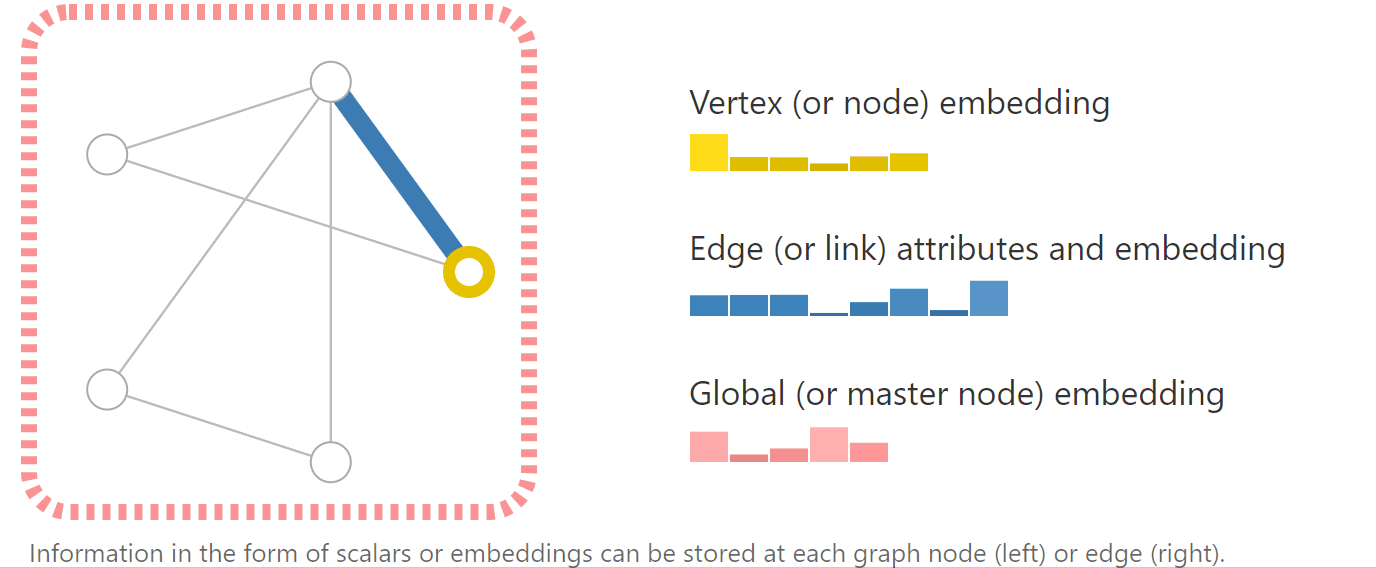 Vertex (or node) embedding
Edge (or link) attributes and embedding
Global (or master node) embedding
Information in the form of scalars or embeddings can be stored at each graph node (left) or edge (right).